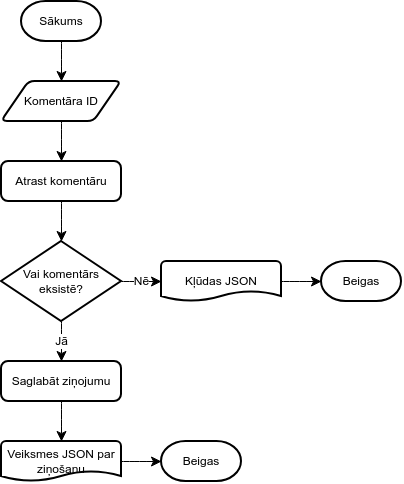 Sākums
Komentāra ID
Atrast komentāru
Vai komentārs
eksistē?
Nē
Kļūdas JSON
Beigas
Jā
Saglabāt ziņojumu
Veiksmes JSON par
ziņošanu
Beigas